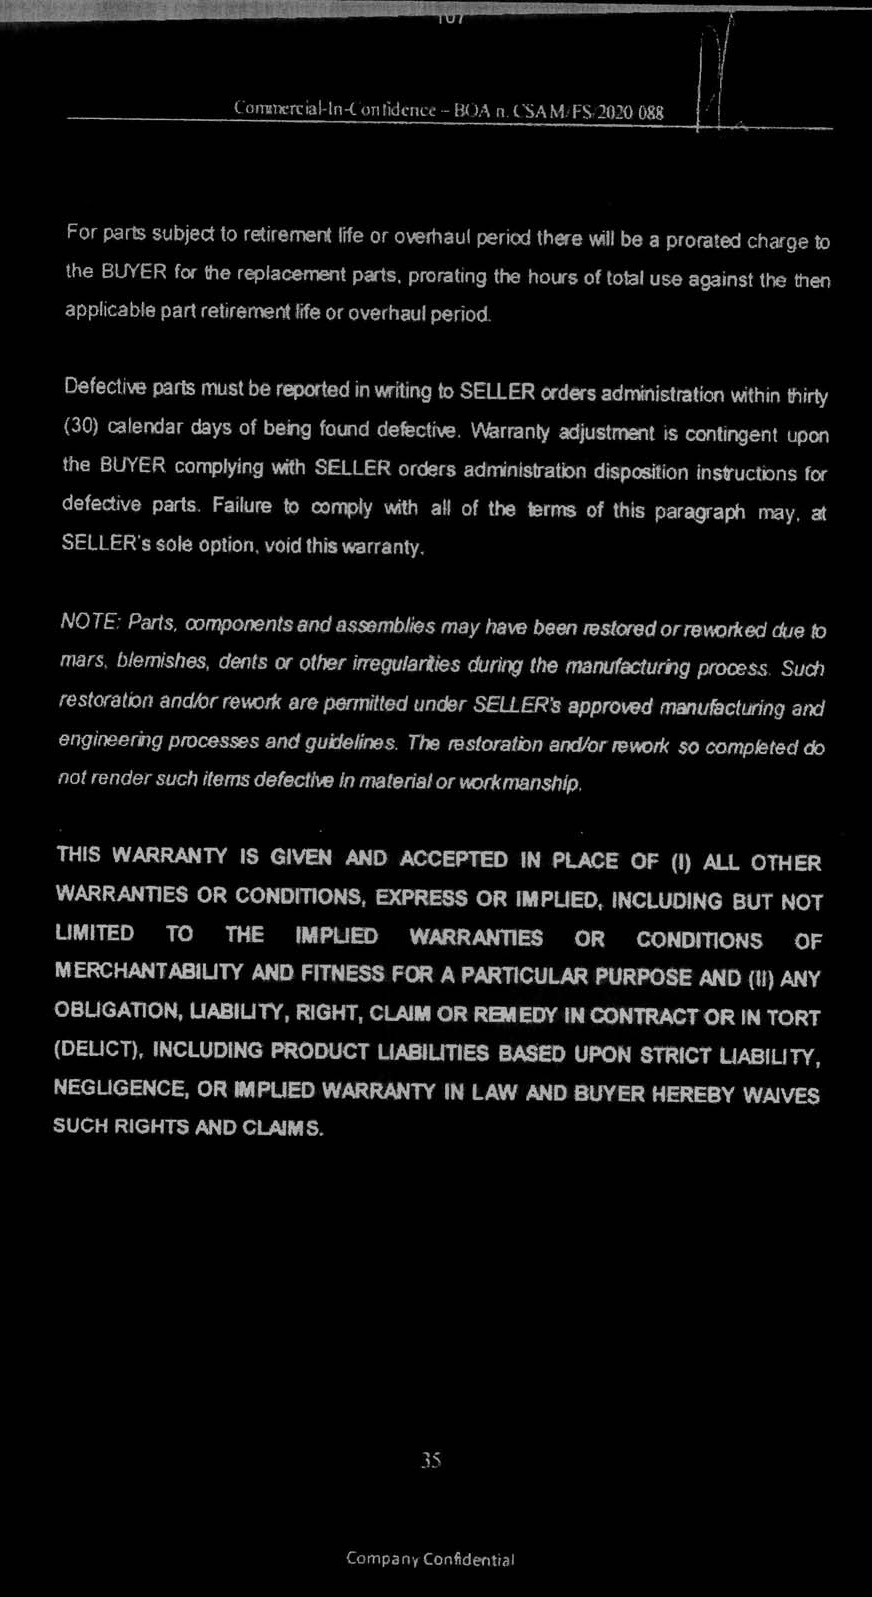 107
Commercial-In-Confidence – BOA n. CSAM/FS/2020 088
For parts subject to retirement life or overhaul period there will be a prorated charge to
the BUYER for the replacement parts, prorating the hours of total use against the then
applicable part retirement life or overhaul period.
Defective parts must be reported in writing to SELLER orders administration within thirty
(30) calendar days of being found defective. Warranty adjustment is contingent upon
the BUYER complying with SELLER orders administration disposition instructions for
defective parts. Failure to comply with all of the terms of this paragraph may, at
SELLER's sole option, void this warranty.
NOTE: Parts, components and assemblies may have been restored or reworked due to
mars, blemishes, dents or other irregularities during the manufacturing process. Such
restoration and/or rework are permitted under SELLER's approved manufacturing and
engineering processes and guidelines. The restoration and/or rework so completed do
not render such items defective in material or workmanship.
THIS WARRANTY IS GIVEN AND ACCEPTED IN PLACE OF (I) ALL OTHER
WARRANTIES OR CONDITIONS, EXPRESS OR IMPLIED, INCLUDING BUT NOT
LIMITED TO THE IMPLIED WARRANTIES OR CONDITIONS OF
MERCHANTABILITY AND FITNESS FOR A PARTICULAR PURPOSE AND (II) ANY
OBLIGATION, LIABILITY, RIGHT, CLAIM OR REMEDY IN CONTRACT OR IN TORT
(DELICT), INCLUDING PRODUCT LIABILITIES BASED UPON STRICT LIABILITY,
NEGLIGENCE, OR IMPLIED WARRANTY IN LAW AND BUYER HEREBY WAIVES
SUCH RIGHTS AND CLAIMS.
35
Company Confidential